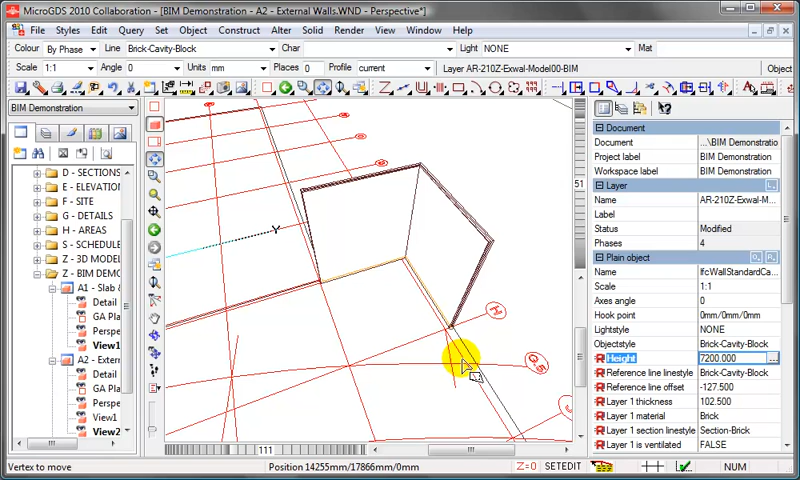 MicroGDS 2010 Collaboration - [BIM Demonstration - A2 - External Walls.WND - Perspective*]
File Styles Edit Query Set Object Construct Alter Solid Render View Window Help
Colour By Phase Line Brick-Cavity-Block Char Light NONE Mat
Scale 1:1 Angle 0 Units mm Places 0 Profile current Layer AR-210Z-Exwal-Model00-BIM Object
BIM Demonstration
D - SECTIONS
E - ELEVATION
F - SITE
G - DETAILS
H - AREAS
S - SCHEDULE
Z - 3D MODEL
Z - BIM DEMO
A1 - Slab &
Detail
GA Plan
Perspe
View1
A2 - Extern
Detail
GA Plan
Perspe
View1
View2
Y
H
G.5
51
111
Document
Document ...\BIM Demonstratio
Project label BIM Demonstration
Workspace label BIM Demonstration
Layer
Name AR-210Z-Exwal-M...
Label
Status Modified
Phases 4
Plain object
Name IfcWallStandardCa...
Scale 1:1
Axes angle 0
Hook point 0mm/0mm/0mm
Lightstyle NONE
Objectstyle Brick-Cavity-Block
Height 7200.000 ...
Reference line linestyle Brick-Cavity-Block
Reference line offset -127.500
Layer 1 thickness 102.500
Layer 1 material Brick
Layer 1 section linestyle Section-Brick
Layer 1 is ventilated FALSE
Vertex to move Position 14255mm/17866mm/0mm Z=0 SETEDIT NUM